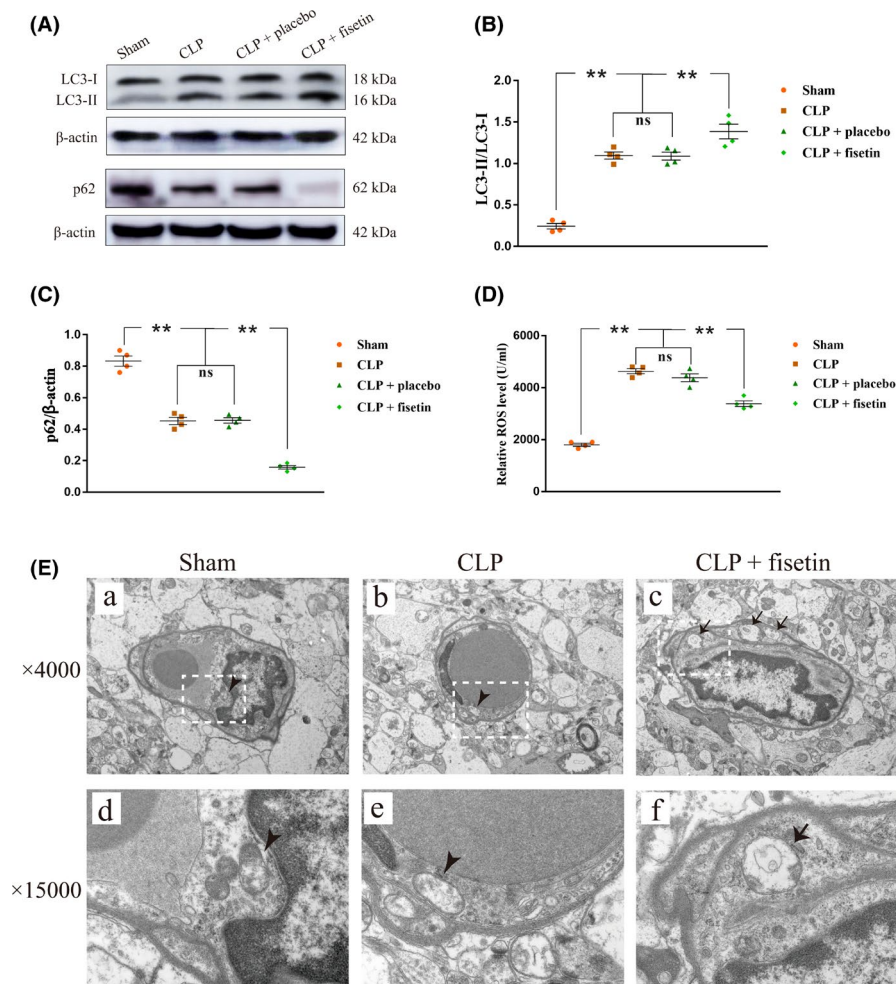 (A)
Sham CLP CLP + placebo CLP + fisetin
LC3-I 18 kDa
LC3-II 16 kDa
β-actin 42 kDa
p62 62 kDa
β-actin 42 kDa
(B)
LC3-II/LC3-I
2.0
1.5
1.0
0.5
0.0
** **
ns
Sham
CLP
CLP + placebo
CLP + fisetin
(C)
p62/β-actin
1.0
0.8
0.6
0.4
0.2
0.0
** **
ns
Sham
CLP
CLP + placebo
CLP + fisetin
(D)
Relative ROS level (U/ml)
6000
4000
2000
0
** **
ns
Sham
CLP
CLP + placebo
CLP + fisetin
(E)
Sham CLP CLP + fisetin
×4000
a b c
×15000
d e f